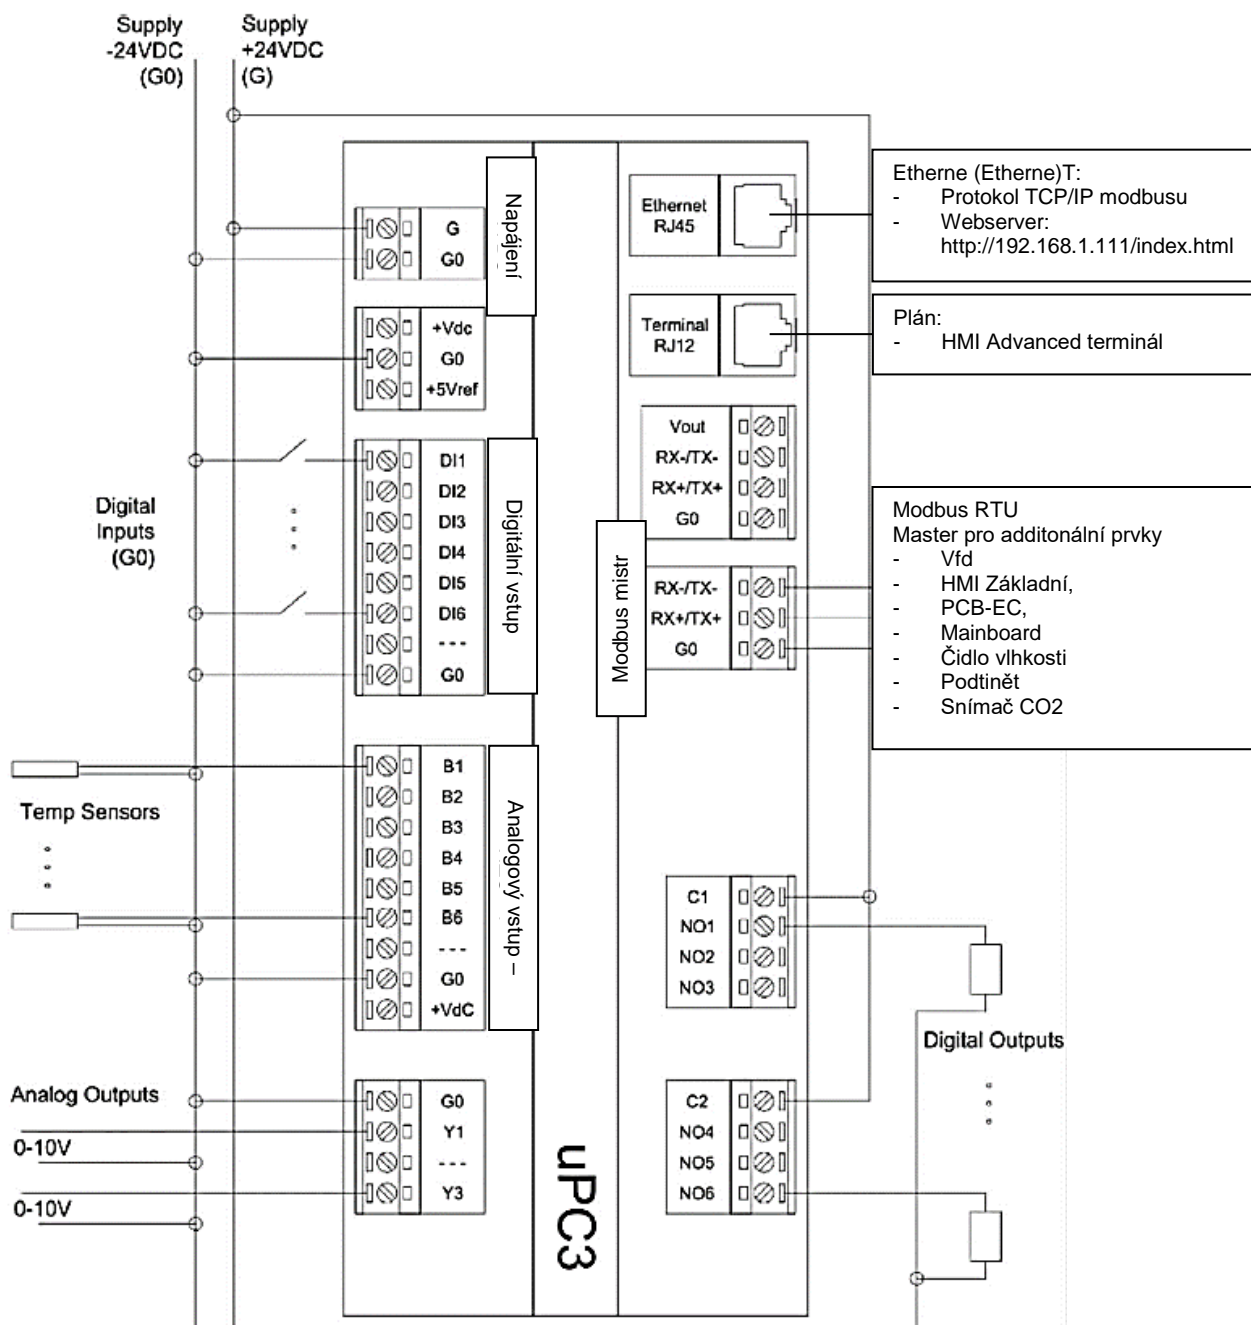 Supply
-24VDC
(G0)
Supply
+24VDC
(G)
Napájení
G
G0
+Vdc
G0
+5Vref
Digital
Inputs
(G0)
Digitální vstup
DI1
DI2
DI3
DI4
DI5
DI6
---
G0
Temp Sensors
Analogový vstup –
B1
B2
B3
B4
B5
B6
---
G0
+VdC
Analog Outputs
0-10V
0-10V
G0
Y1
---
Y3
uPC3
Ethernet
RJ45
Etherne (Etherne)T:
- Protokol TCP/IP modbusu
- Webserver:
http://192.168.1.111/index.html
Terminal
RJ12
Plán:
- HMI Advanced terminál
Vout
RX-/TX-
RX+/TX+
G0
Modbus mistr
RX-/TX-
RX+/TX+
G0
Modbus RTU
Master pro additonální prvky
- Vfd
- HMI Základní,
- PCB-EC,
- Mainboard
- Čidlo vlhkosti
- Podtinět
- Snímač CO2
C1
NO1
NO2
NO3
Digital Outputs
C2
NO4
NO5
NO6